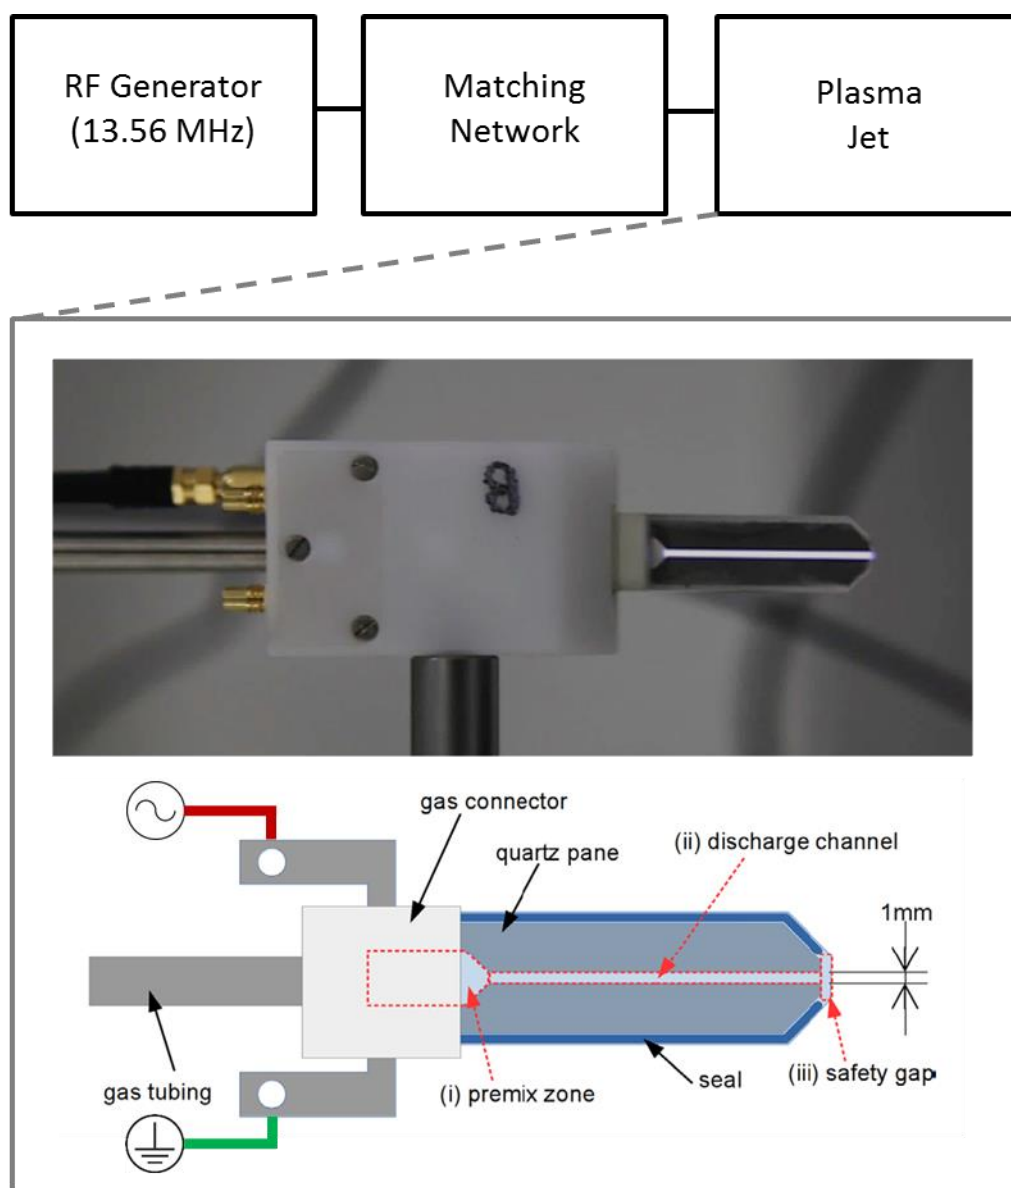 RF Generator
(13.56 MHz)
Matching
Network
Plasma
Jet
8
gas connector
quartz pane
(ii) discharge channel
1mm
gas tubing
(i) premix zone
seal
(iii) safety gap